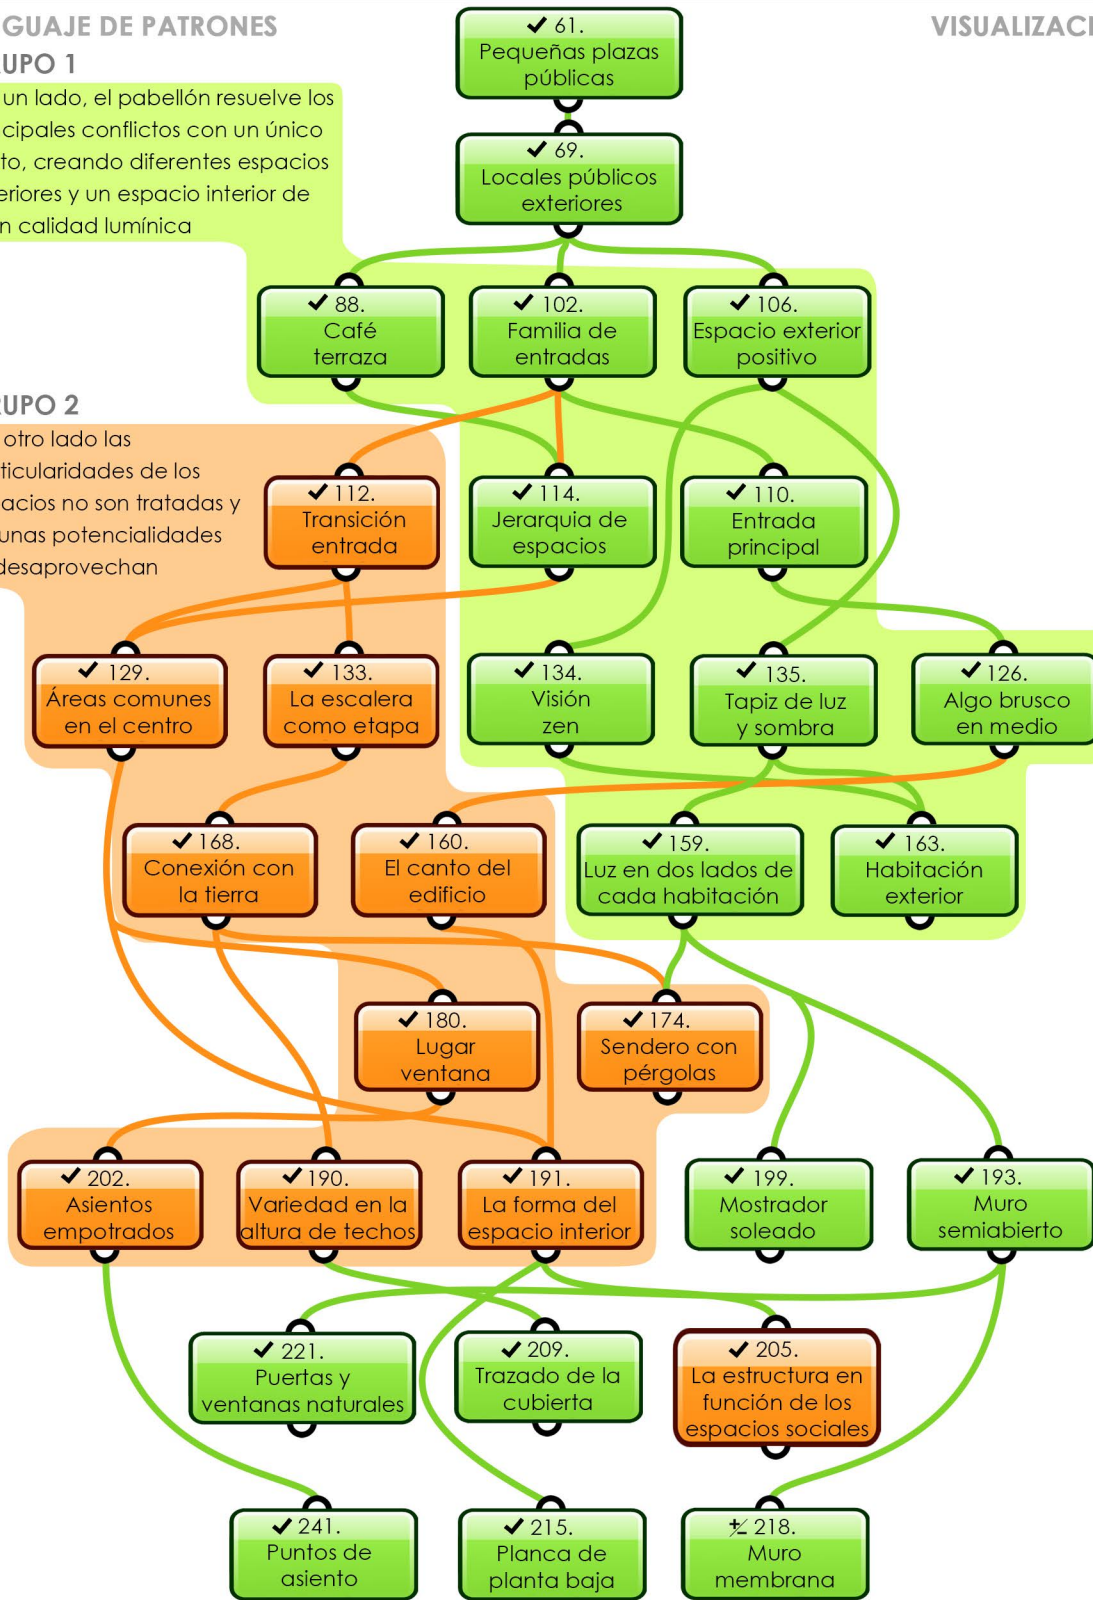 GUAJE DE PATRONES
VISUALIZACI
UPO 1
un lado, el pabellón resuelve los
cipales conflictos con un único
to, creando diferentes espacios
eriores y un espacio interior de
n calidad lumínica
✔ 61.
Pequeñas plazas
públicas
✔ 69.
Locales públicos
exteriores
✔ 88.
Café
terraza
✔ 102.
Familia de
entradas
✔ 106.
Espacio exterior
positivo
UPO 2
otro lado las
ticularidades de los
acios no son tratadas y
unas potencialidades
desaprovechan
✔ 112.
Transición
entrada
✔ 114.
Jerarquia de
espacios
✔ 110.
Entrada
principal
✔ 129.
Áreas comunes
en el centro
✔ 133.
La escalera
como etapa
✔ 134.
Visión
zen
✔ 135.
Tapiz de luz
y sombra
✔ 126.
Algo brusco
en medio
✔ 168.
Conexión con
la tierra
✔ 160.
El canto del
edificio
✔ 159.
Luz en dos lados de
cada habitación
✔ 163.
Habitación
exterior
✔ 180.
Lugar
ventana
✔ 174.
Sendero con
pérgolas
✔ 202.
Asientos
empotrados
✔ 190.
Variedad en la
altura de techos
✔ 191.
La forma del
espacio interior
✔ 199.
Mostrador
soleado
✔ 193.
Muro
semiabierto
✔ 221.
Puertas y
ventanas naturales
✔ 209.
Trazado de la
cubierta
✔ 205.
La estructura en
función de los
espacios sociales
✔ 241.
Puntos de
asiento
✔ 215.
Planca de
planta baja
+⁄- 218.
Muro
membrana